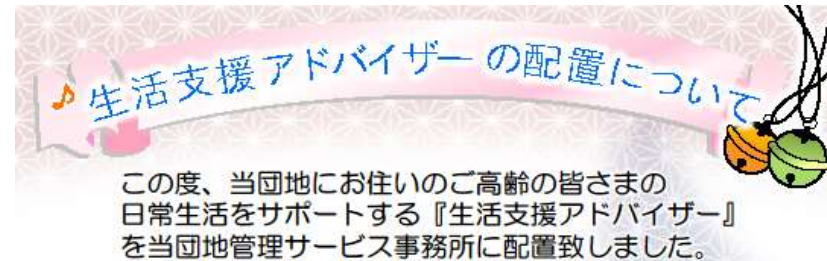 ♪生活支援アドバイザーの配置について
この度、当団地にお住いのご高齢の皆さまの
日常生活をサポートする『生活支援アドバイザー』
を当団地管理サービス事務所に配置致しました。